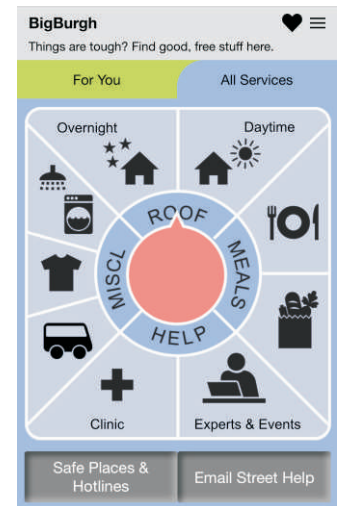 BigBurgh
Things are tough? Find good, free stuff here.
For You
All Services
Overnight
Daytime
ROOF
MISCL
MEALS
HELP
Clinic
Experts & Events
Safe Places &
Hotlines
Email Street Help